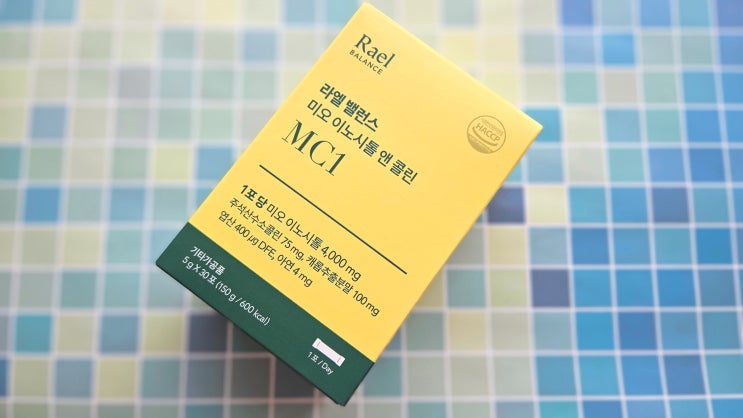 Rael
BALANCE
라엘 밸런스
미오 이노시톨 앤 콜린
MC1
HACCP
1포 당 미오 이노시톨 4,000 mg
주석산수소콜린 75 mg, 캐롭추출분말 100 mg
엽산 400 μg DFE, 아연 4 mg
기타가공품
5 g X 30포 (150 g / 600 kcal)
1포 / Day